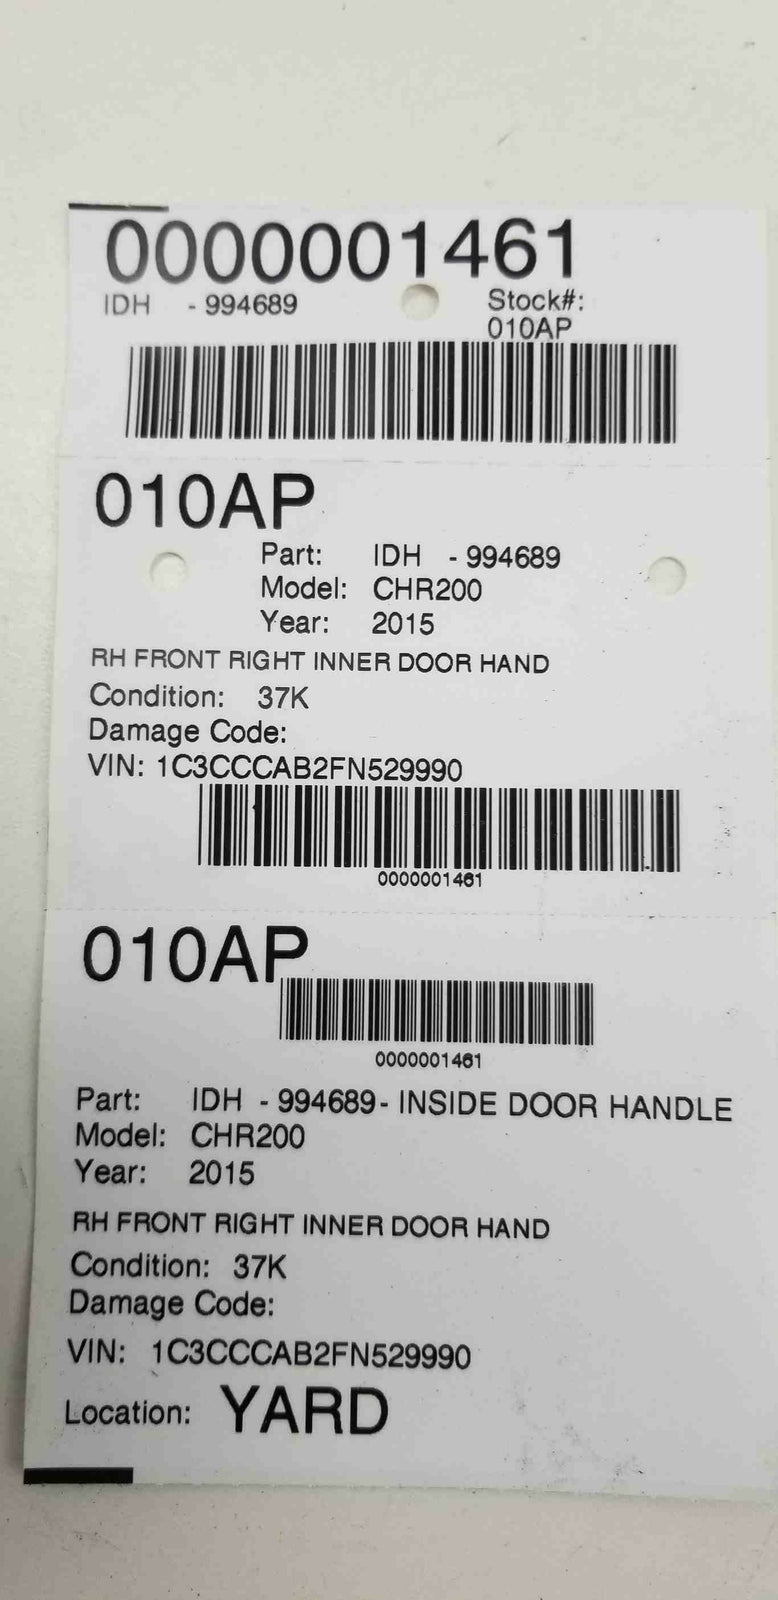 0000001461
IDH - 994689 Stock#:
010AP
010AP
Part: IDH - 994689
Model: CHR200
Year: 2015
RH FRONT RIGHT INNER DOOR HAND
Condition: 37K
Damage Code:
VIN: 1C3CCCAB2FN529990
0000001461
010AP
0000001461
Part: IDH - 994689- INSIDE DOOR HANDLE
Model: CHR200
Year: 2015
RH FRONT RIGHT INNER DOOR HAND
Condition: 37K
Damage Code:
VIN: 1C3CCCAB2FN529990
Location: YARD